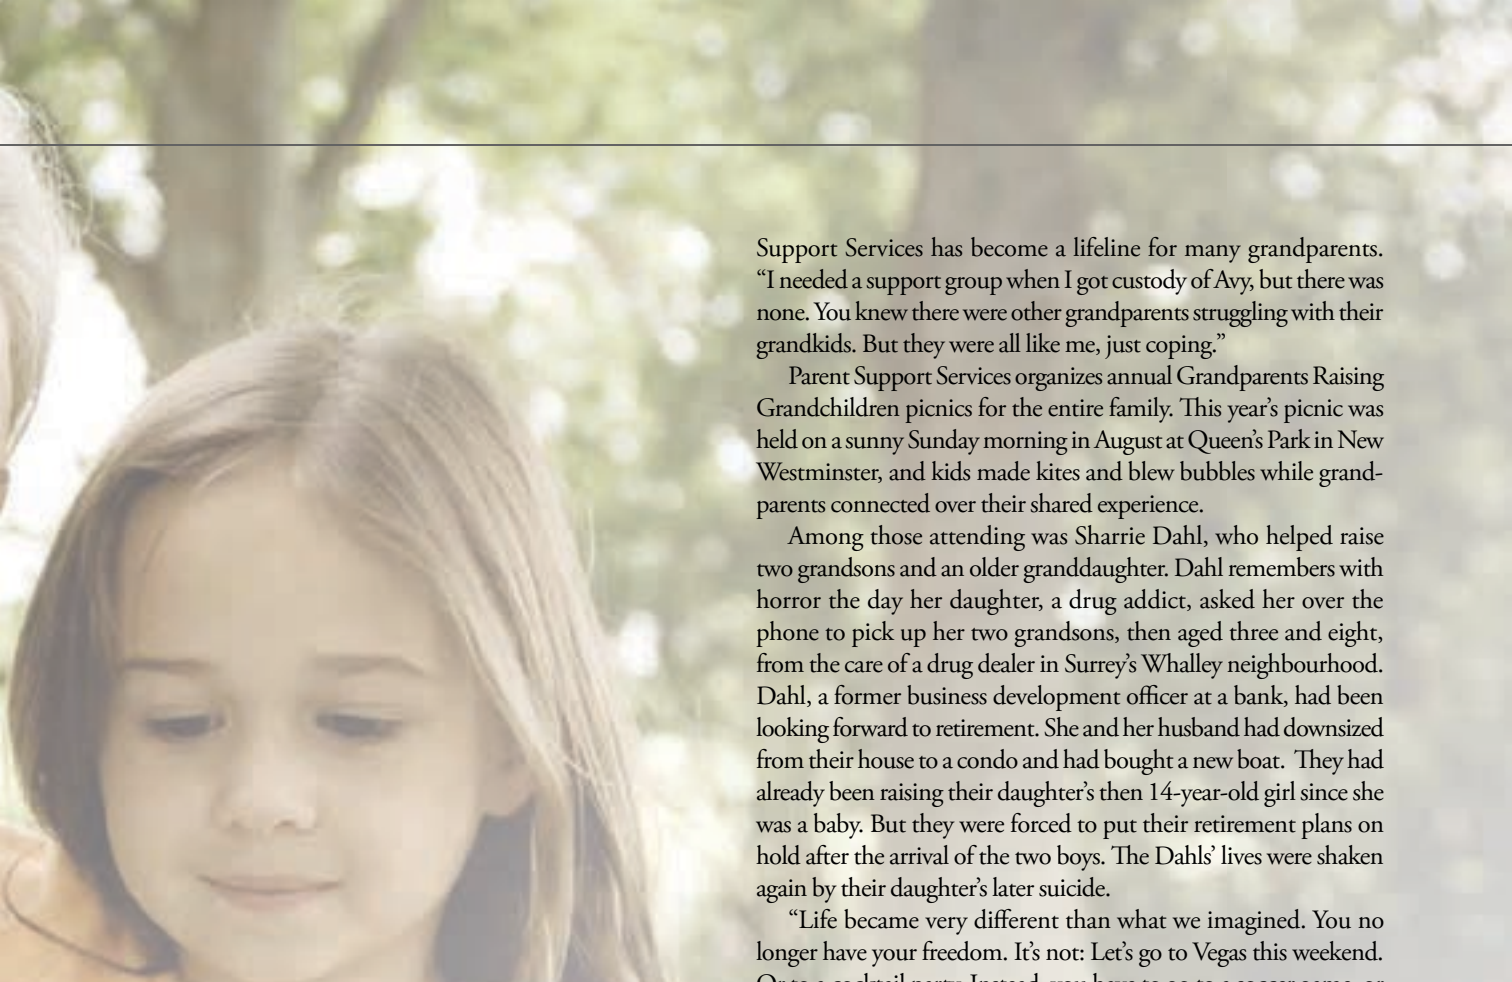 Support Services has become a lifeline for many grandparents.
“I needed a support group when I got custody of Avy, but there was
none. You knew there were other grandparents struggling with their
grandkids. But they were all like me, just coping.”
Parent Support Services organizes annual Grandparents Raising
Grandchildren picnics for the entire family. This year’s picnic was
held on a sunny Sunday morning in August at Queen’s Park in New
Westminster, and kids made kites and blew bubbles while grand-
parents connected over their shared experience.
Among those attending was Sharrie Dahl, who helped raise
two grandsons and an older granddaughter. Dahl remembers with
horror the day her daughter, a drug addict, asked her over the
phone to pick up her two grandsons, then aged three and eight,
from the care of a drug dealer in Surrey’s Whalley neighbourhood.
Dahl, a former business development officer at a bank, had been
looking forward to retirement. She and her husband had downsized
from their house to a condo and had bought a new boat. They had
already been raising their daughter’s then 14-year-old girl since she
was a baby. But they were forced to put their retirement plans on
hold after the arrival of the two boys. The Dahls’ lives were shaken
again by their daughter’s later suicide.
“Life became very different than what we imagined. You no
longer have your freedom. It’s not: Let’s go to Vegas this weekend.